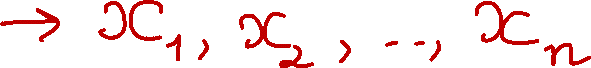 → x₁, x₂, .., xₙ